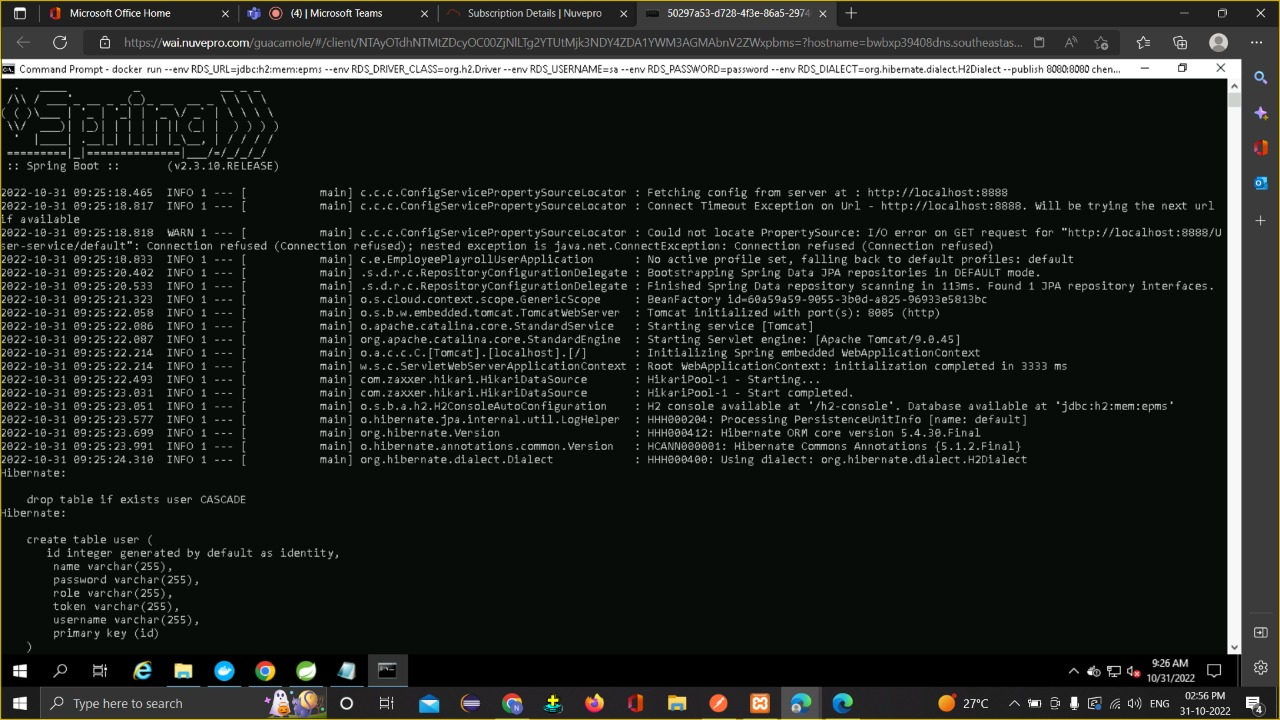 Microsoft Office Home
(4) | Microsoft Teams
Subscription Details | Nuvepro
50297a53-d728-4f3e-86a5-2974
https://wai.nuvepro.com/guacamole/#/client/NTAyOTdhNTMtZDcyOC00ZjNlLTg2YTUtMjk3NDY4ZDA1YWM3AGMAbnV2ZWxpbms=?hostname=bwbxp39408dns.southeastas...
Command Prompt - docker run --env RDS_URL=jdbc:h2:mem:epms --env RDS_DRIVER_CLASS=org.h2.Driver --env RDS_USERNAME=sa --env RDS_PASSWORD=password --env RDS_DIALECT=org.hibernate.dialect.H2Dialect --publish 8080:8080 chen...
:: Spring Boot ::       (v2.3.10.RELEASE)
2022-10-31 09:25:18.465  INFO 1 --- [           main] c.c.c.ConfigServicePropertySourceLocator : Fetching config from server at : http://localhost:8888
2022-10-31 09:25:18.817  INFO 1 --- [           main] c.c.c.ConfigServicePropertySourceLocator : Connect Timeout Exception on Url - http://localhost:8888. Will be trying the next url
if available
2022-10-31 09:25:18.818  WARN 1 --- [           main] c.c.c.ConfigServicePropertySourceLocator : Could not locate PropertySource: I/O error on GET request for "http://localhost:8888/U
ser-service/default": Connection refused (Connection refused); nested exception is java.net.ConnectException: Connection refused (Connection refused)
2022-10-31 09:25:18.833  INFO 1 --- [           main] c.e.EmployeePlayrollUserApplication      : No active profile set, falling back to default profiles: default
2022-10-31 09:25:20.402  INFO 1 --- [           main] .s.d.r.c.RepositoryConfigurationDelegate : Bootstrapping Spring Data JPA repositories in DEFAULT mode.
2022-10-31 09:25:20.533  INFO 1 --- [           main] .s.d.r.c.RepositoryConfigurationDelegate : Finished Spring Data repository scanning in 113ms. Found 1 JPA repository interfaces.
2022-10-31 09:25:21.323  INFO 1 --- [           main] o.s.cloud.context.scope.GenericScope     : BeanFactory id=60a59a59-9055-3b0d-a825-96933e5813bc
2022-10-31 09:25:22.058  INFO 1 --- [           main] o.s.b.w.embedded.tomcat.TomcatWebServer  : Tomcat initialized with port(s): 8085 (http)
2022-10-31 09:25:22.086  INFO 1 --- [           main] o.apache.catalina.core.StandardService   : Starting service [Tomcat]
2022-10-31 09:25:22.087  INFO 1 --- [           main] org.apache.catalina.core.StandardEngine  : Starting Servlet engine: [Apache Tomcat/9.0.45]
2022-10-31 09:25:22.214  INFO 1 --- [           main] o.a.c.c.C.[Tomcat].[localhost].[/]       : Initializing Spring embedded WebApplicationContext
2022-10-31 09:25:22.214  INFO 1 --- [           main] w.s.c.ServletWebServerApplicationContext : Root WebApplicationContext: initialization completed in 3333 ms
2022-10-31 09:25:22.493  INFO 1 --- [           main] com.zaxxer.hikari.HikariDataSource       : HikariPool-1 - Starting...
2022-10-31 09:25:23.031  INFO 1 --- [           main] com.zaxxer.hikari.HikariDataSource       : HikariPool-1 - Start completed.
2022-10-31 09:25:23.051  INFO 1 --- [           main] o.s.b.a.h2.H2ConsoleAutoConfiguration    : H2 console available at '/h2-console'. Database available at 'jdbc:h2:mem:epms'
2022-10-31 09:25:23.577  INFO 1 --- [           main] o.hibernate.jpa.internal.util.LogHelper  : HHH000204: Processing PersistenceUnitInfo [name: default]
2022-10-31 09:25:23.699  INFO 1 --- [           main] org.hibernate.Version                    : HHH000412: Hibernate ORM core version 5.4.30.Final
2022-10-31 09:25:23.991  INFO 1 --- [           main] o.hibernate.annotations.common.Version   : HCANN000001: Hibernate Commons Annotations {5.1.2.Final}
2022-10-31 09:25:24.310  INFO 1 --- [           main] org.hibernate.dialect.Dialect            : HHH000400: Using dialect: org.hibernate.dialect.H2Dialect
Hibernate:
drop table if exists user CASCADE
Hibernate:
create table user (
id integer generated by default as identity,
name varchar(255),
password varchar(255),
role varchar(255),
token varchar(255),
username varchar(255),
primary key (id)
)
9:26 AM
10/31/2022
Type here to search
27°C
ENG
02:56 PM
31-10-2022
4